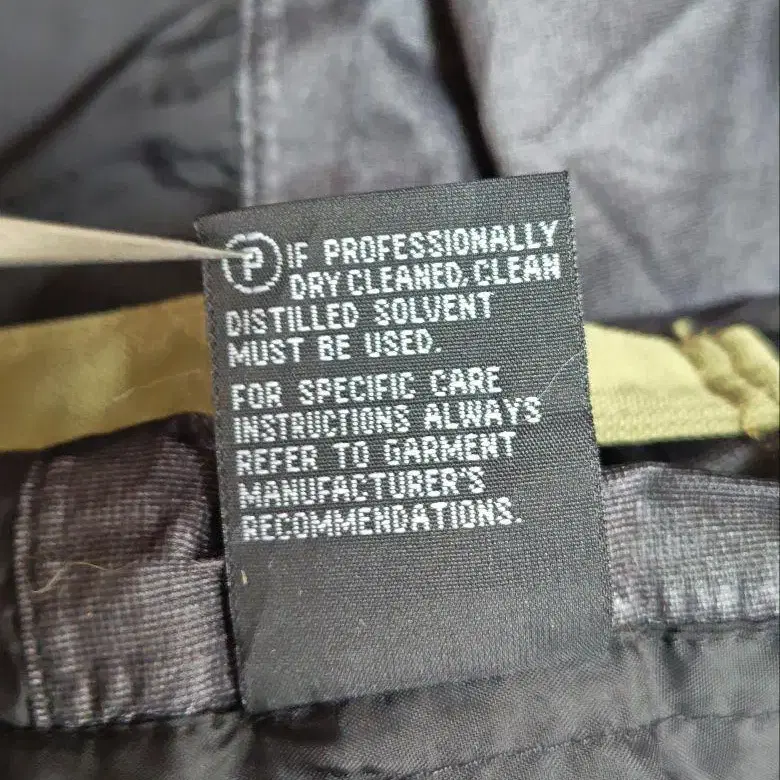 Ⓟ IF PROFESSIONALLY
DRY CLEANED, CLEAN
DISTILLED SOLVENT
MUST BE USED.
FOR SPECIFIC CARE
INSTRUCTIONS ALWAYS
REFER TO GARMENT
MANUFACTURER'S
RECOMMENDATIONS.